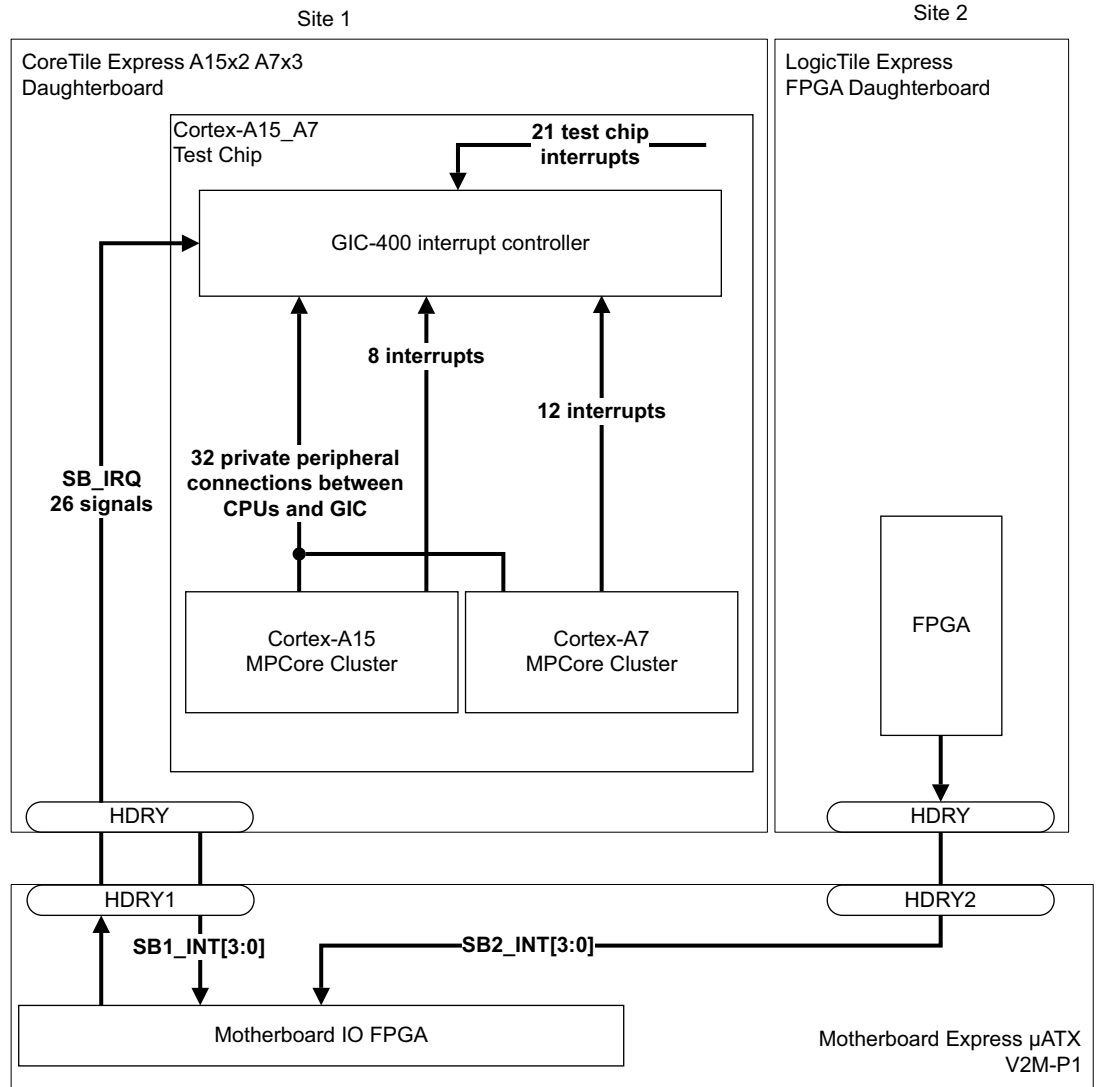 Site 1
Site 2
CoreTile Express A15x2 A7x3
Daughterboard
LogicTile Express
FPGA Daughterboard
Cortex-A15_A7
Test Chip
21 test chip
interrupts
GIC-400 interrupt controller
8 interrupts
12 interrupts
32 private peripheral
connections between
CPUs and GIC
SB_IRQ
26 signals
Cortex-A15
MPCore Cluster
Cortex-A7
MPCore Cluster
FPGA
HDRY
HDRY
HDRY1
HDRY2
SB1_INT[3:0]
SB2_INT[3:0]
Motherboard IO FPGA
Motherboard Express µATX
V2M-P1